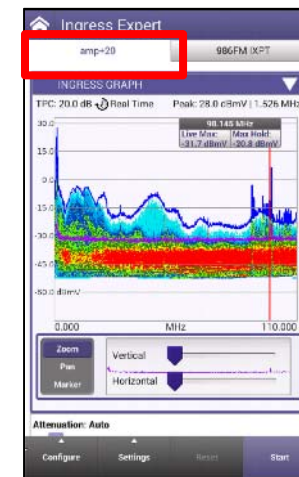 Ingress Expert
amp+20 986FM IXPT
INGRESS GRAPH
TPC: 20.0 dB Real Time Peak: 28.0 dBmV | 1.526 MHz
98.145 MHz
Live Max: Max Hold:
-31.7 dBmV -20.8 dBmV
30.0
15.0
0.0
-15.0
-30.0
-45.0
-60.0 dBmV
0.000 MHz 110.000
Zoom
Pan
Marker
Vertical
Horizontal
Attenuation: Auto
Configure Settings Reset Start